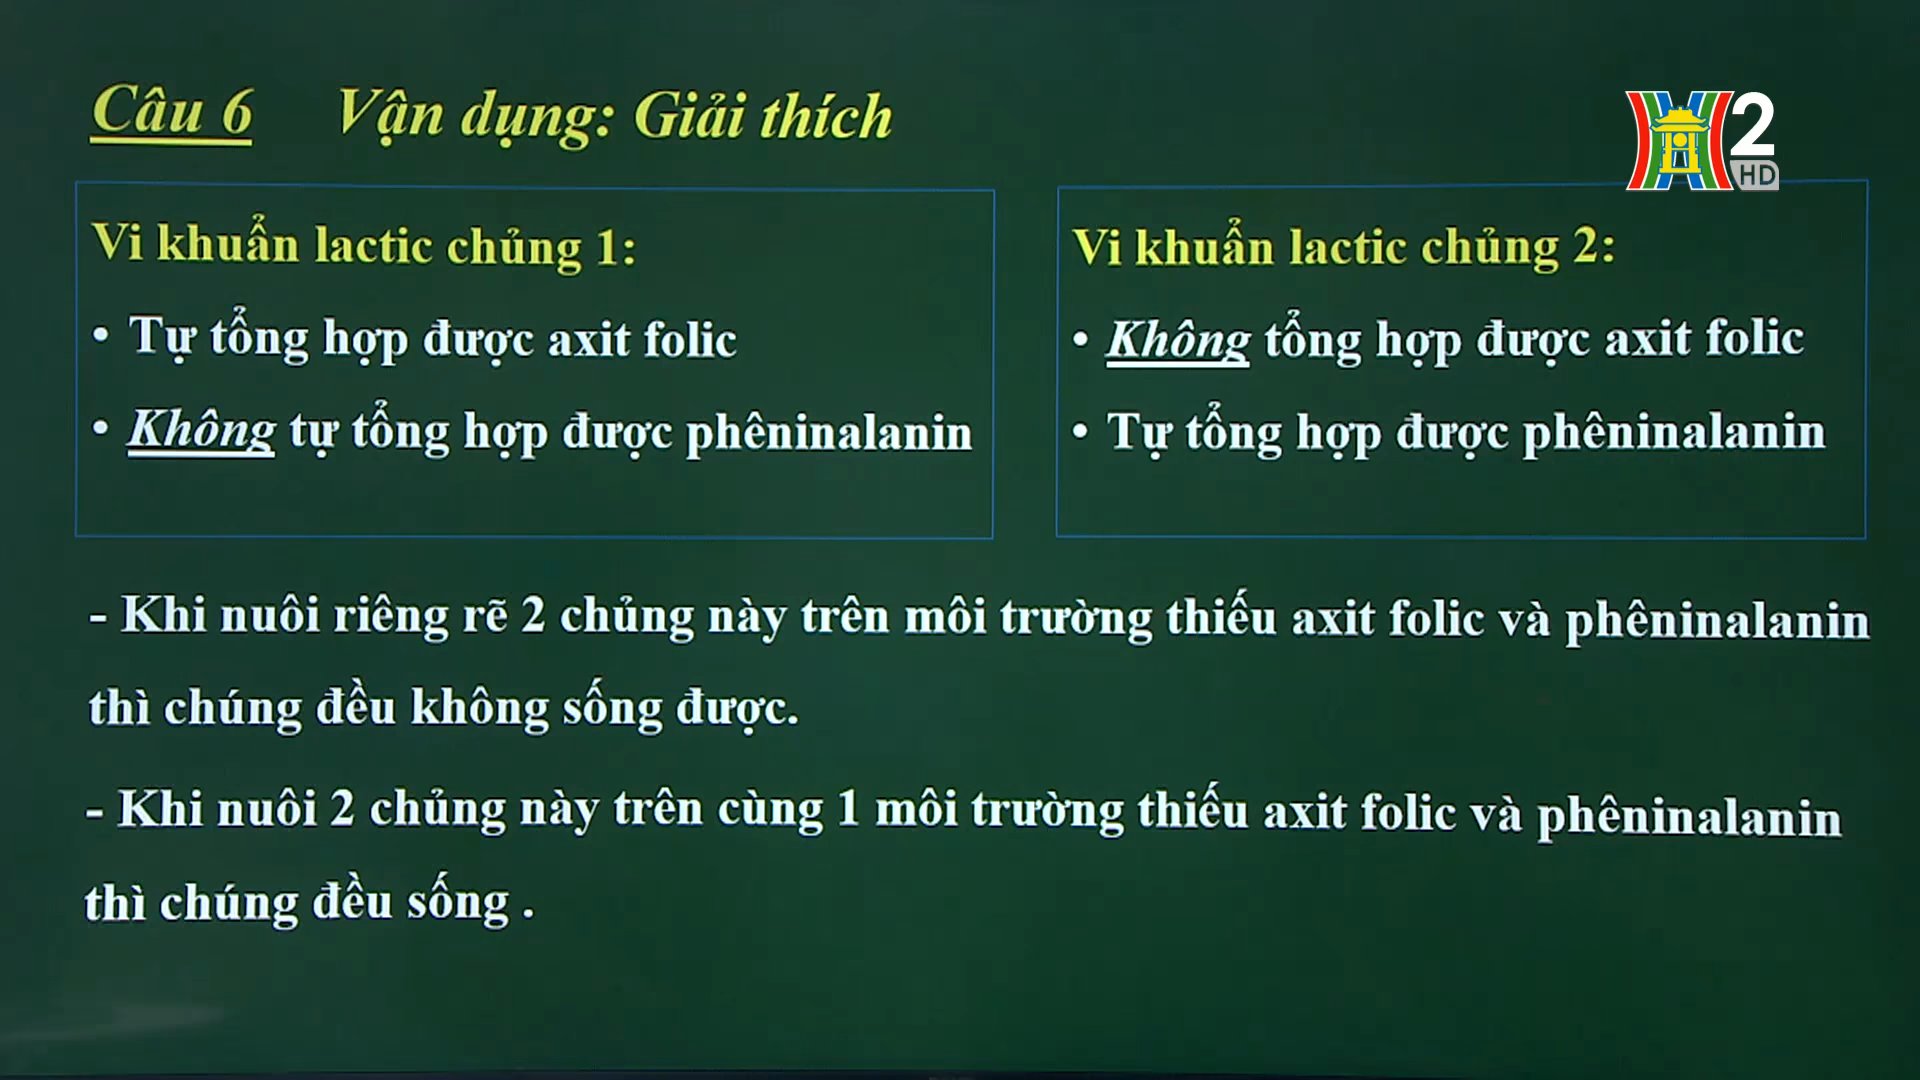 Câu 6 Vận dụng: Giải thích
2
HD
Vi khuẩn lactic chủng 1:
• Tự tổng hợp được axit folic
• Không tự tổng hợp được phêninalanin
Vi khuẩn lactic chủng 2:
• Không tổng hợp được axit folic
• Tự tổng hợp được phêninalanin
- Khi nuôi riêng rẽ 2 chủng này trên môi trường thiếu axit folic và phêninalanin
thì chúng đều không sống được.
- Khi nuôi 2 chủng này trên cùng 1 môi trường thiếu axit folic và phêninalanin
thì chúng đều sống .